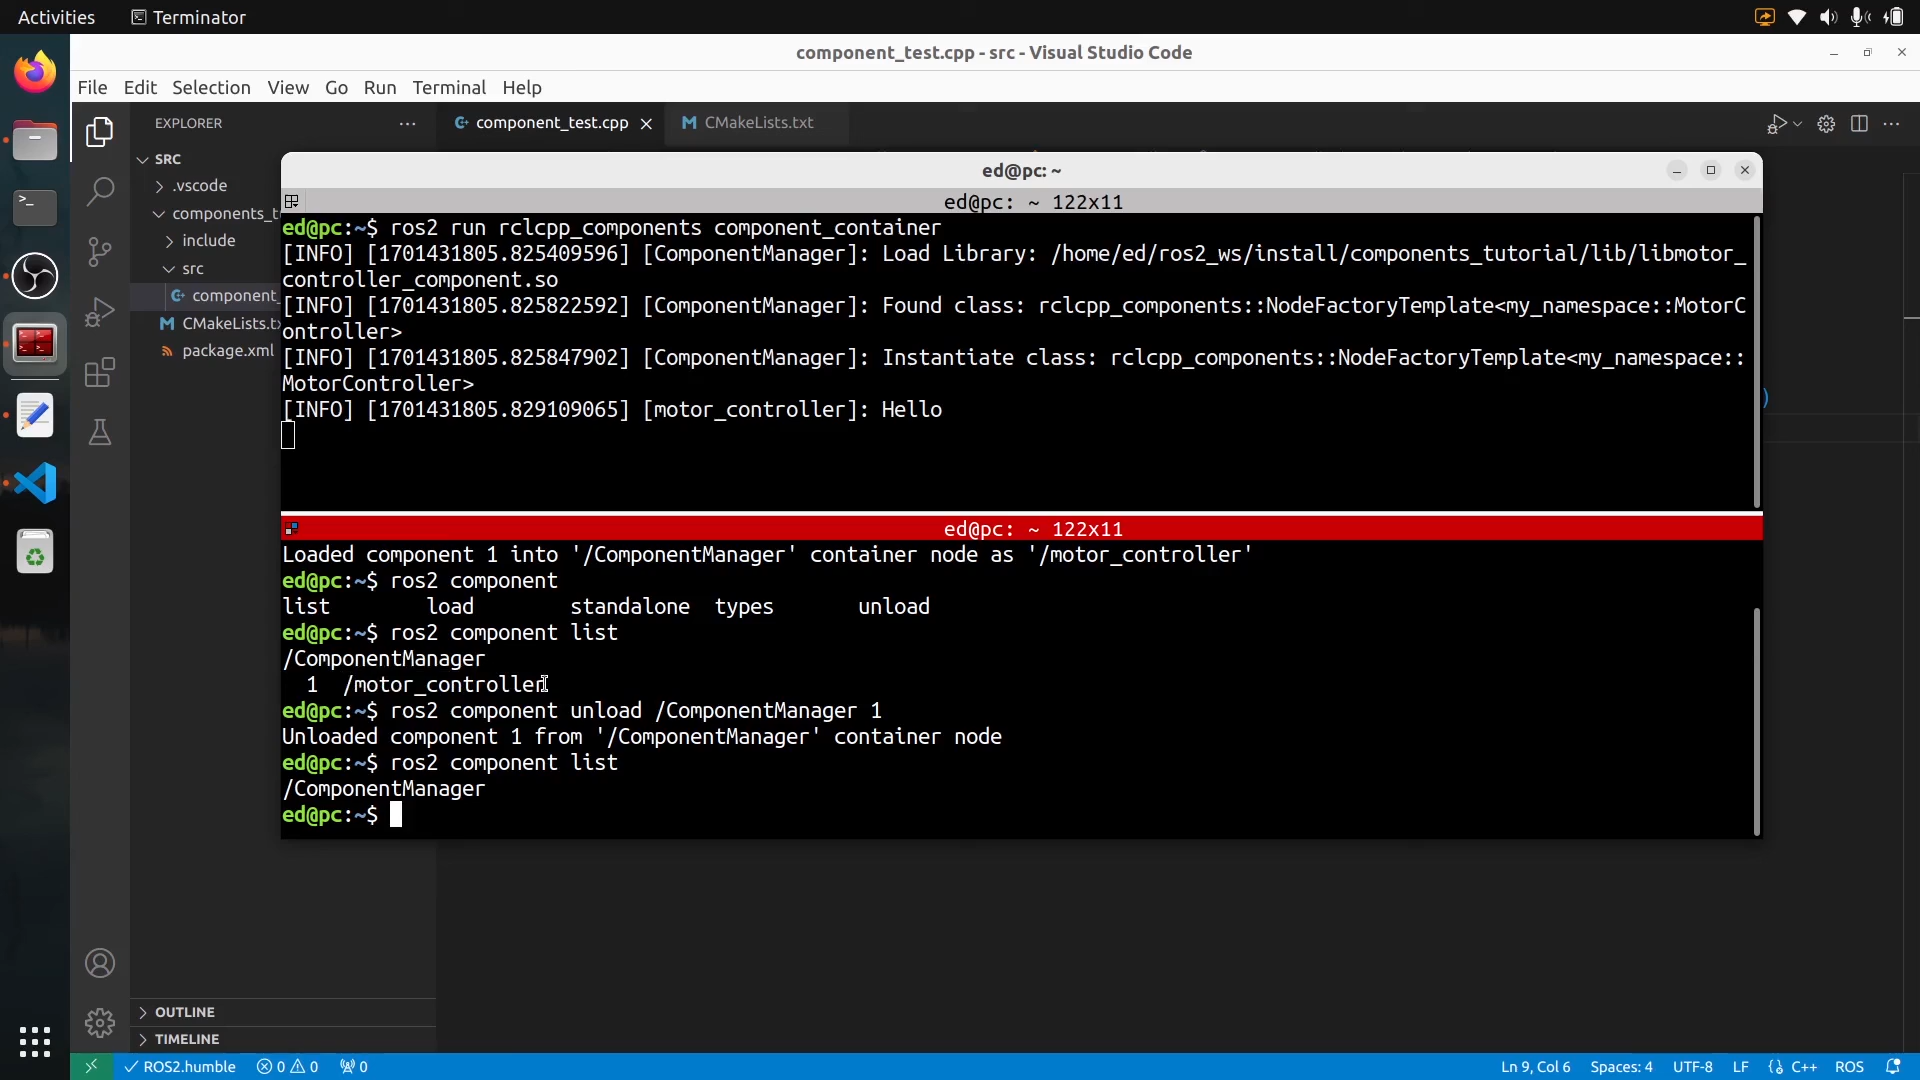 Activities
Terminator
component_test.cpp - src - Visual Studio Code
File Edit Selection View Go Run Terminal Help
EXPLORER
component_test.cpp
CMakeLists.txt
SRC
.vscode
components_t
include
src
component_
CMakeLists.tx
package.xml
ed@pc: ~
ed@pc: ~ 122x11
ed@pc:~$ ros2 run rclcpp_components component_container
[INFO] [1701431805.825409596] [ComponentManager]: Load Library: /home/ed/ros2_ws/install/components_tutorial/lib/libmotor_
controller_component.so
[INFO] [1701431805.825822592] [ComponentManager]: Found class: rclcpp_components::NodeFactoryTemplate<my_namespace::MotorC
ontroller>
[INFO] [1701431805.825847902] [ComponentManager]: Instantiate class: rclcpp_components::NodeFactoryTemplate<my_namespace::
MotorController>
[INFO] [1701431805.829109065] [motor_controller]: Hello
ed@pc: ~ 122x11
Loaded component 1 into '/ComponentManager' container node as '/motor_controller'
ed@pc:~$ ros2 component
list load standalone types unload
ed@pc:~$ ros2 component list
/ComponentManager
1 /motor_controller
ed@pc:~$ ros2 component unload /ComponentManager 1
Unloaded component 1 from '/ComponentManager' container node
ed@pc:~$ ros2 component list
/ComponentManager
ed@pc:~$
)
OUTLINE
TIMELINE
ROS2.humble 0 0 0 Ln 9, Col 6 Spaces: 4 UTF-8 LF {} C++ ROS